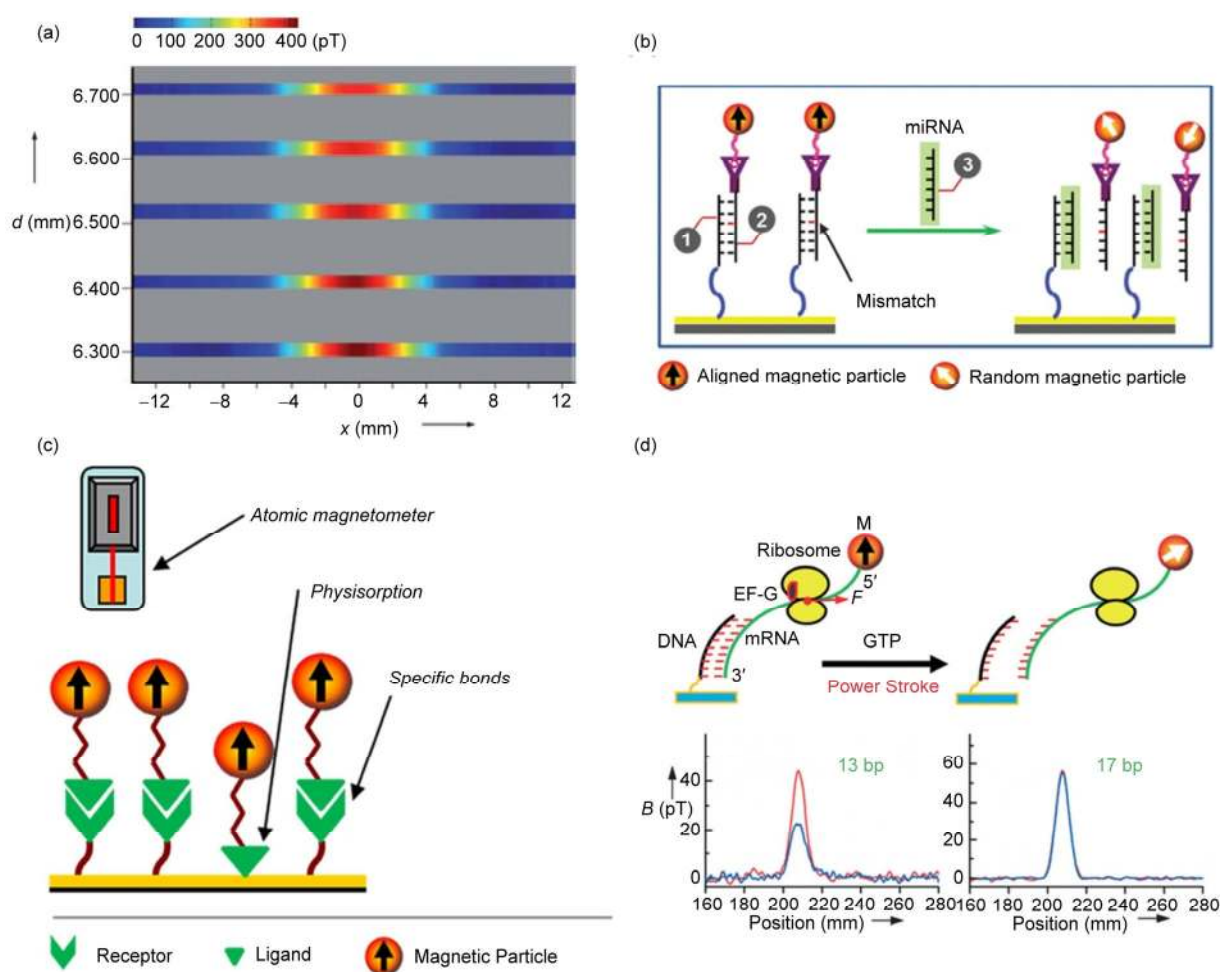 (a)
0 100 200 300 400 (pT)
6.700
6.600
6.500
d (mm)
6.400
6.300
−12 −8 −4 0 4 8 12
x (mm)
(b)
miRNA
3
1
2
Mismatch
Aligned magnetic particle
Random magnetic particle
(c)
Atomic magnetometer
Physisorption
Specific bonds
Receptor
Ligand
Magnetic Particle
(d)
M
Ribosome
5′
EF-G
F
DNA
mRNA
GTP
3′
Power Stroke
13 bp
40
B
(pT)
20
0
160 180 200 220 240 260 280
Position (mm)
17 bp
60
40
20
0
160 180 200 220 240 260 280
Position (mm)